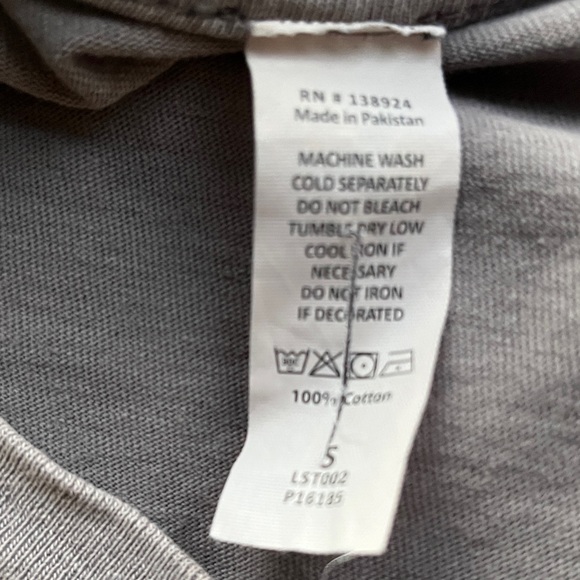 RN # 138924
Made in Pakistan
MACHINE WASH
COLD SEPARATELY
DO NOT BLEACH
TUMBLE DRY LOW
COOL IRON IF
NECESSARY
DO NOT IRON
IF DECORATED
100% Cotton
S
LST002
P16185